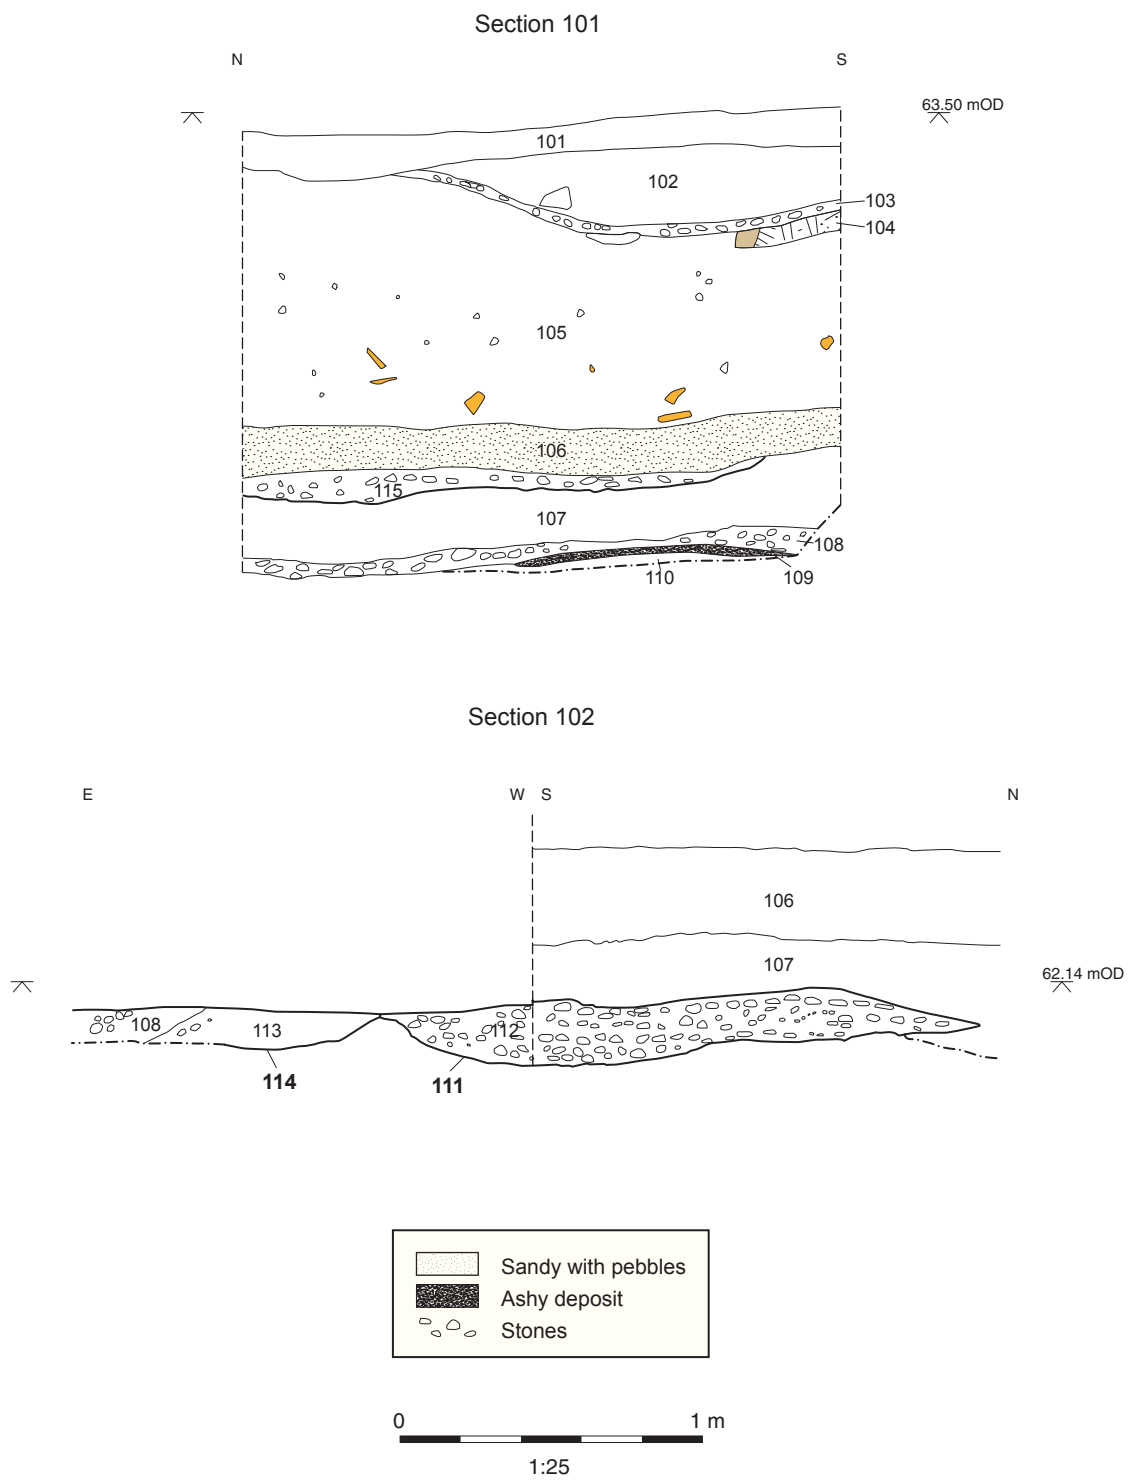 Section 101
N S
63.50 mOD
101
102
103
104
105
106
115
107
108
110 109
Section 102
E W S N
106
107
62.14 mOD
108 113 112
114 111
Sandy with pebbles
Ashy deposit
Stones
0 1 m
1:25